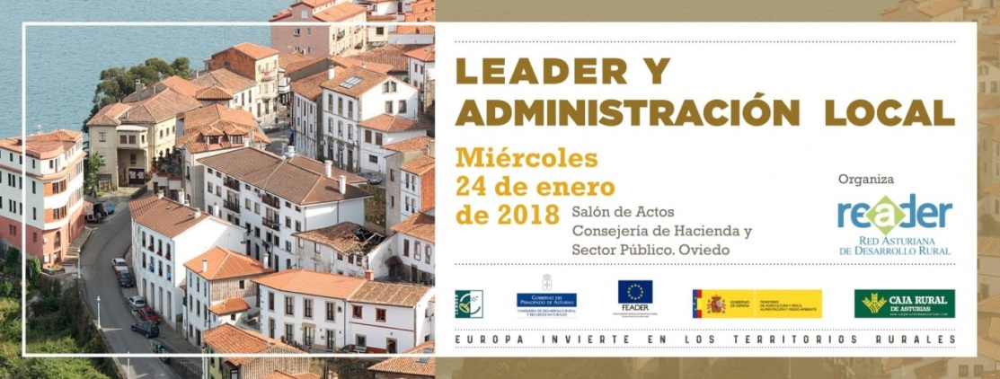 LEADER Y
ADMINISTRACIÓN LOCAL
Miércoles
24 de enero
de 2018
Salón de Actos
Consejería de Hacienda y
Sector Público. Oviedo
Organiza
reader
RED ASTURIANA
DE DESARROLLO RURAL
GOBIERNO DEL
PRINCIPADO DE ASTURIAS
CONSEJERÍA DE DESARROLLO RURAL
Y RECURSOS NATURALES
FEADER
GOBIERNO
DE ESPAÑA
MINISTERIO
DE AGRICULTURA Y PESCA,
ALIMENTACIÓN Y MEDIO AMBIENTE
CAJA RURAL
DE ASTURIAS
www.cajaruraldeasturias.com
EUROPA INVIERTE EN LOS TERRITORIOS RURALES